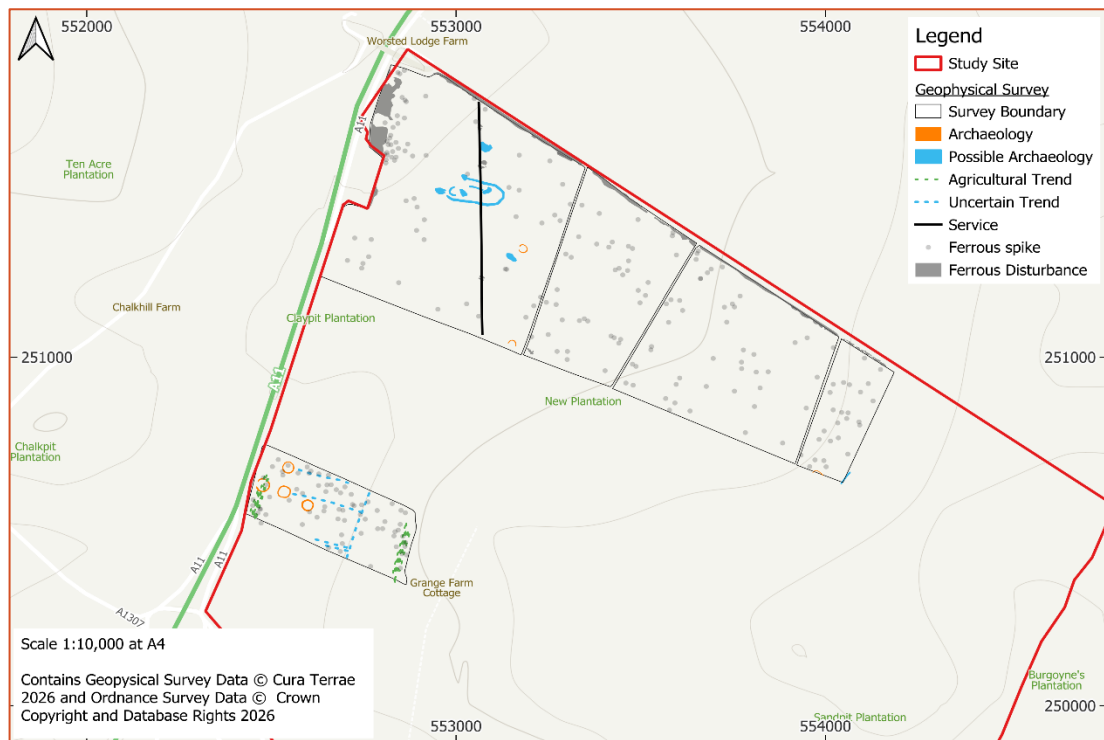 552000
553000
554000
Worsted Lodge Farm
Legend
Study Site
Geophysical Survey
Survey Boundary
Archaeology
Possible Archaeology
Agricultural Trend
Uncertain Trend
Service
Ferrous spike
Ferrous Disturbance
A11
Ten Acre
Plantation
Chalkhill Farm
Claypit Plantation
251000
251000
A11
New Plantation
Chalkpit
Plantation
Grange Farm
Cottage
A11
A11
A1307
Scale 1:10,000 at A4
Contains Geopysical Survey Data © Cura Terrae
2026 and Ordnance Survey Data © Crown
Copyright and Database Rights 2026
Burgoyne's
Plantation
250000
Sandpit Plantation
553000
554000